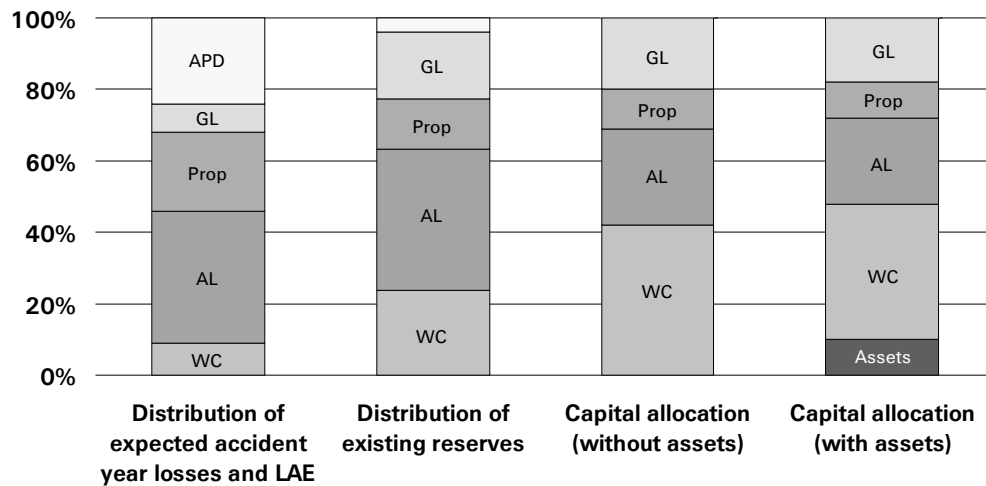 100%
80%
60%
40%
20%
0%
APD
GL
Prop
AL
WC
GL
Prop
AL
WC
GL
Prop
AL
WC
GL
Prop
AL
WC
Assets
Distribution of
expected accident
year losses and LAE
Distribution of
existing reserves
Capital allocation
(without assets)
Capital allocation
(with assets)